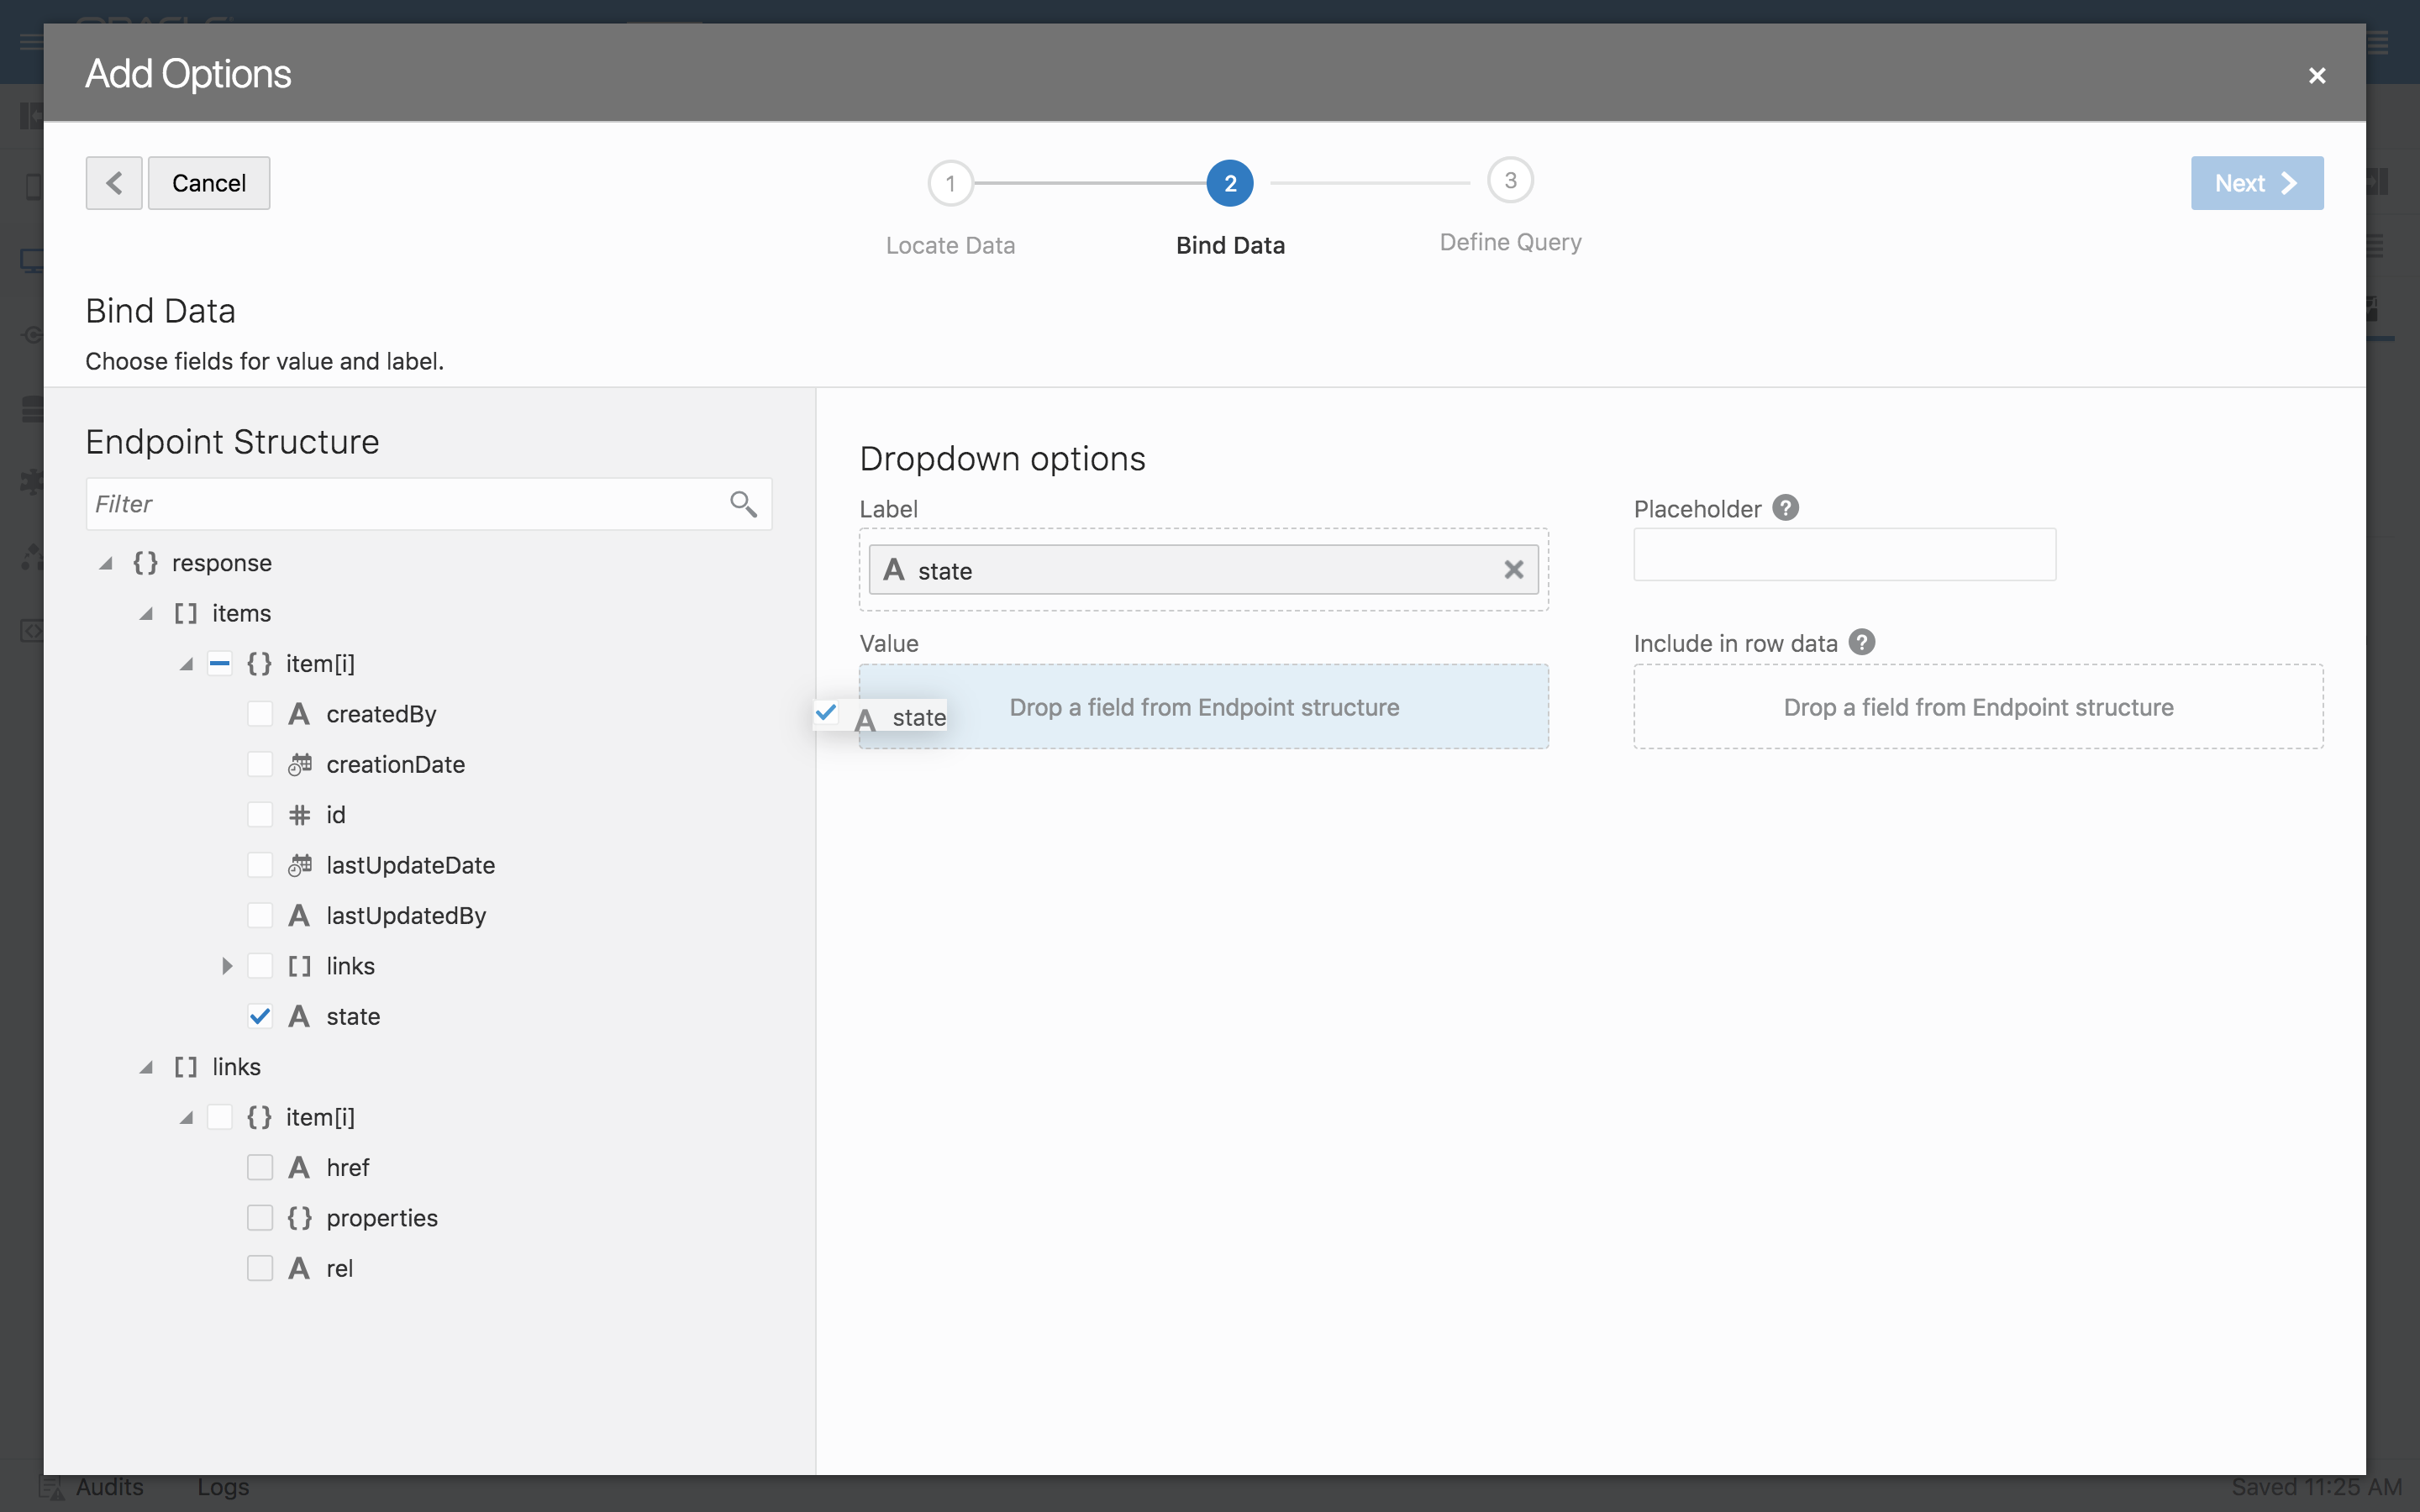 Add Options
Cancel
1
2
3
Next
Locate Data
Bind Data
Define Query
Bind Data
Choose fields for value and label.
Endpoint Structure
Filter
{} response
[] items
{} item[i]
A createdBy
creationDate
# id
lastUpdateDate
A lastUpdatedBy
[] links
A state
[] links
{} item[i]
A href
{} properties
A rel
Dropdown options
Label
A state
Placeholder ?
Value
Drop a field from Endpoint structure
A state
Include in row data ?
Drop a field from Endpoint structure
Audits
Logs
Saved 11:25 AM